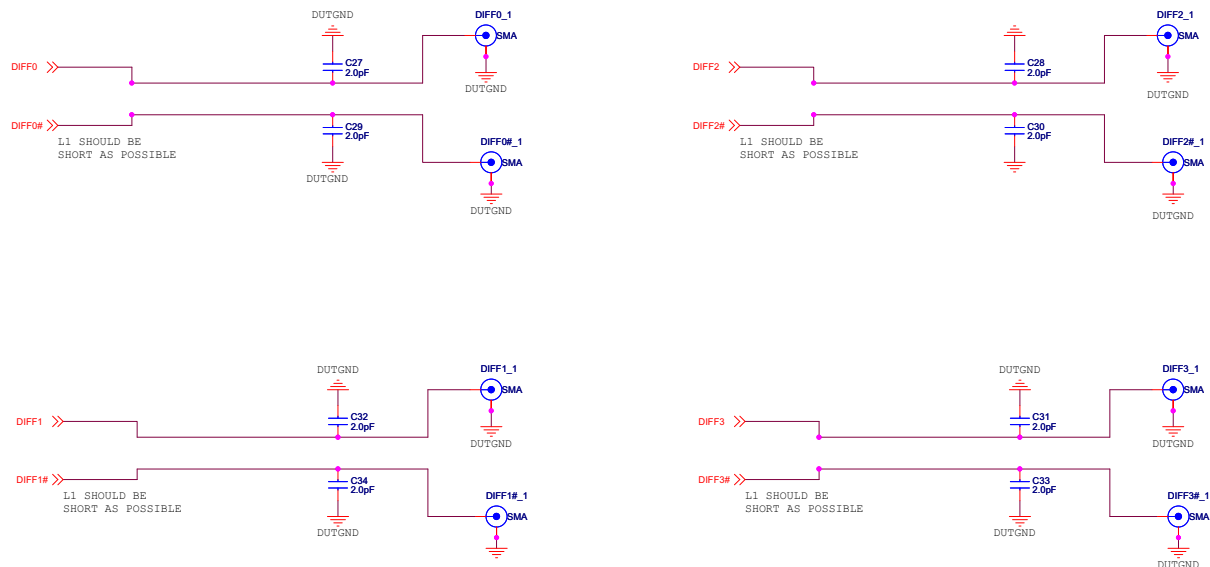 DUTGND
DIFF0_1
SMA
C27
2.0pF
DIFF0
DUTGND
DIFF0#
L1 SHOULD BE
SHORT AS POSSIBLE
C29
2.0pF
DIFF0#_1
SMA
DUTGND
DUTGND
DIFF2_1
SMA
DUTGND
C28
2.0pF
DIFF2
DUTGND
DIFF2#
L1 SHOULD BE
SHORT AS POSSIBLE
C30
2.0pF
DIFF2#_1
SMA
DUTGND
DIFF1_1
SMA
DUTGND
C32
2.0pF
DIFF1
DUTGND
DIFF1#
L1 SHOULD BE
SHORT AS POSSIBLE
C34
2.0pF
DIFF1#_1
SMA
DUTGND
DIFF3_1
SMA
DUTGND
C31
2.0pF
DIFF3
DUTGND
DIFF3#
L1 SHOULD BE
SHORT AS POSSIBLE
C33
2.0pF
DIFF3#_1
SMA
DUTGND
DUTGND